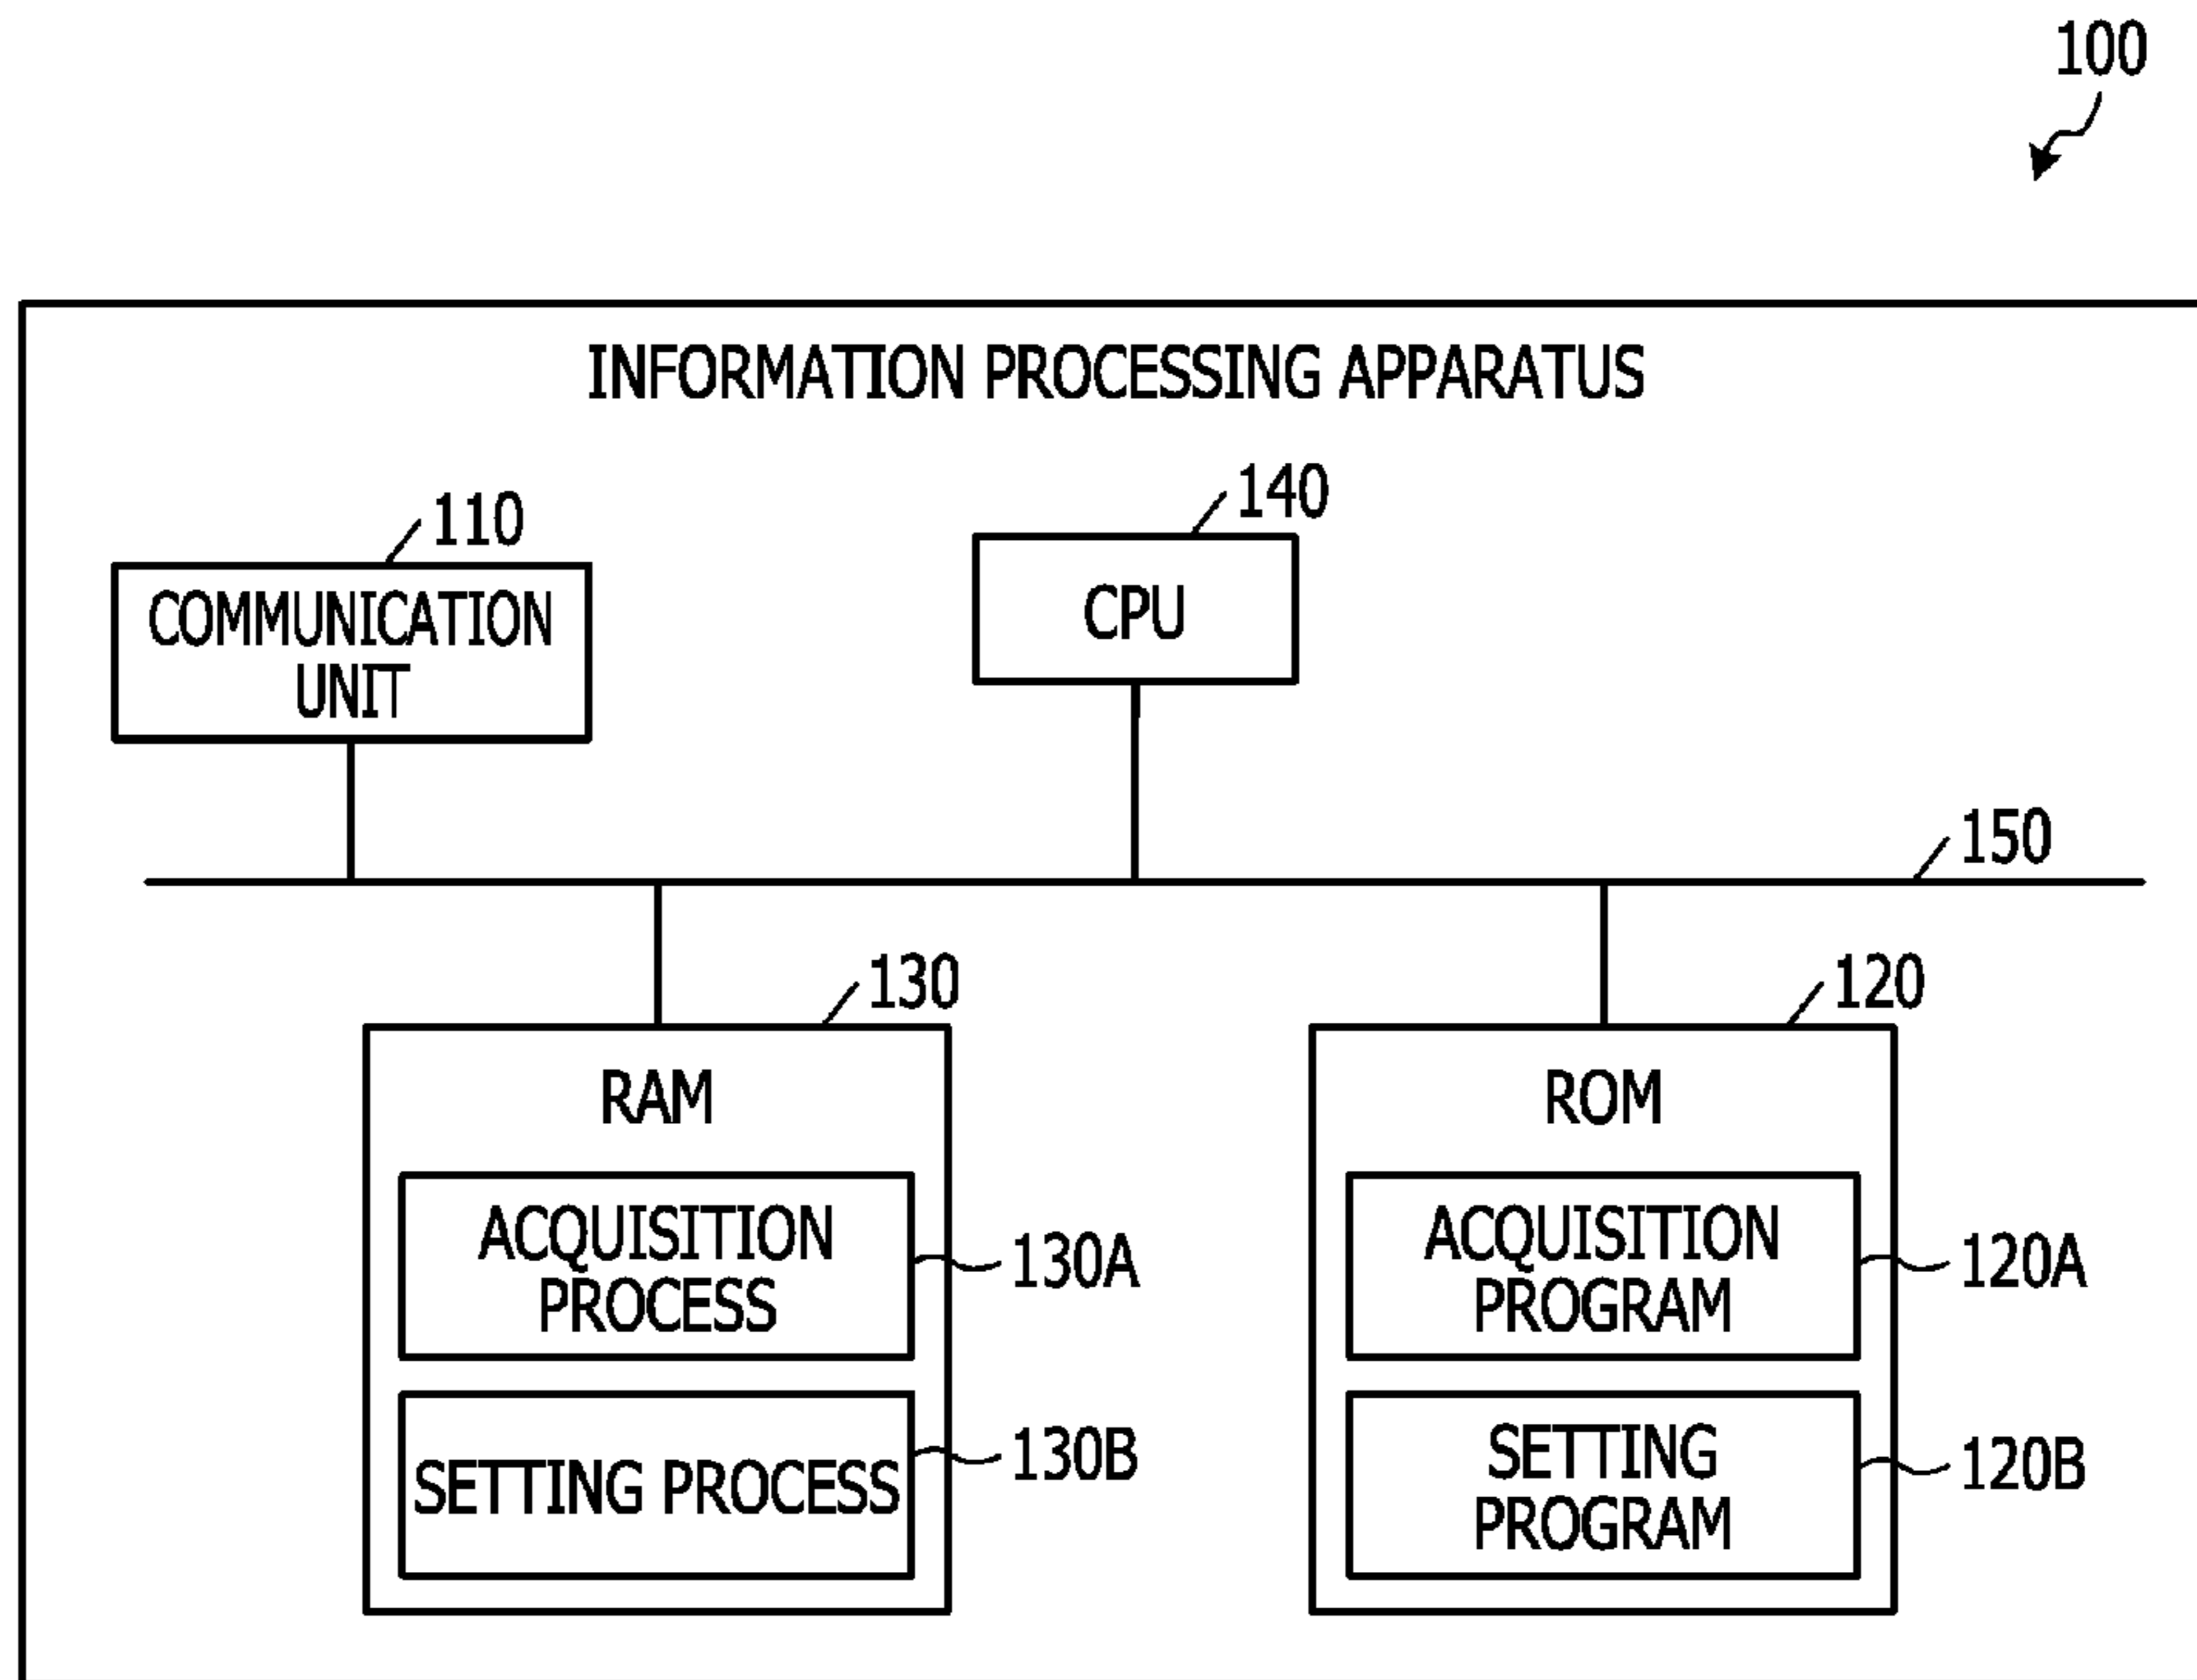 100
INFORMATION PROCESSING APPARATUS
110
140
COMMUNICATION
UNIT
CPU
150
130
120
RAM
ROM
ACQUISITION
PROCESS
130A
ACQUISITION
PROGRAM
120A
SETTING PROCESS
130B
SETTING
PROGRAM
120B